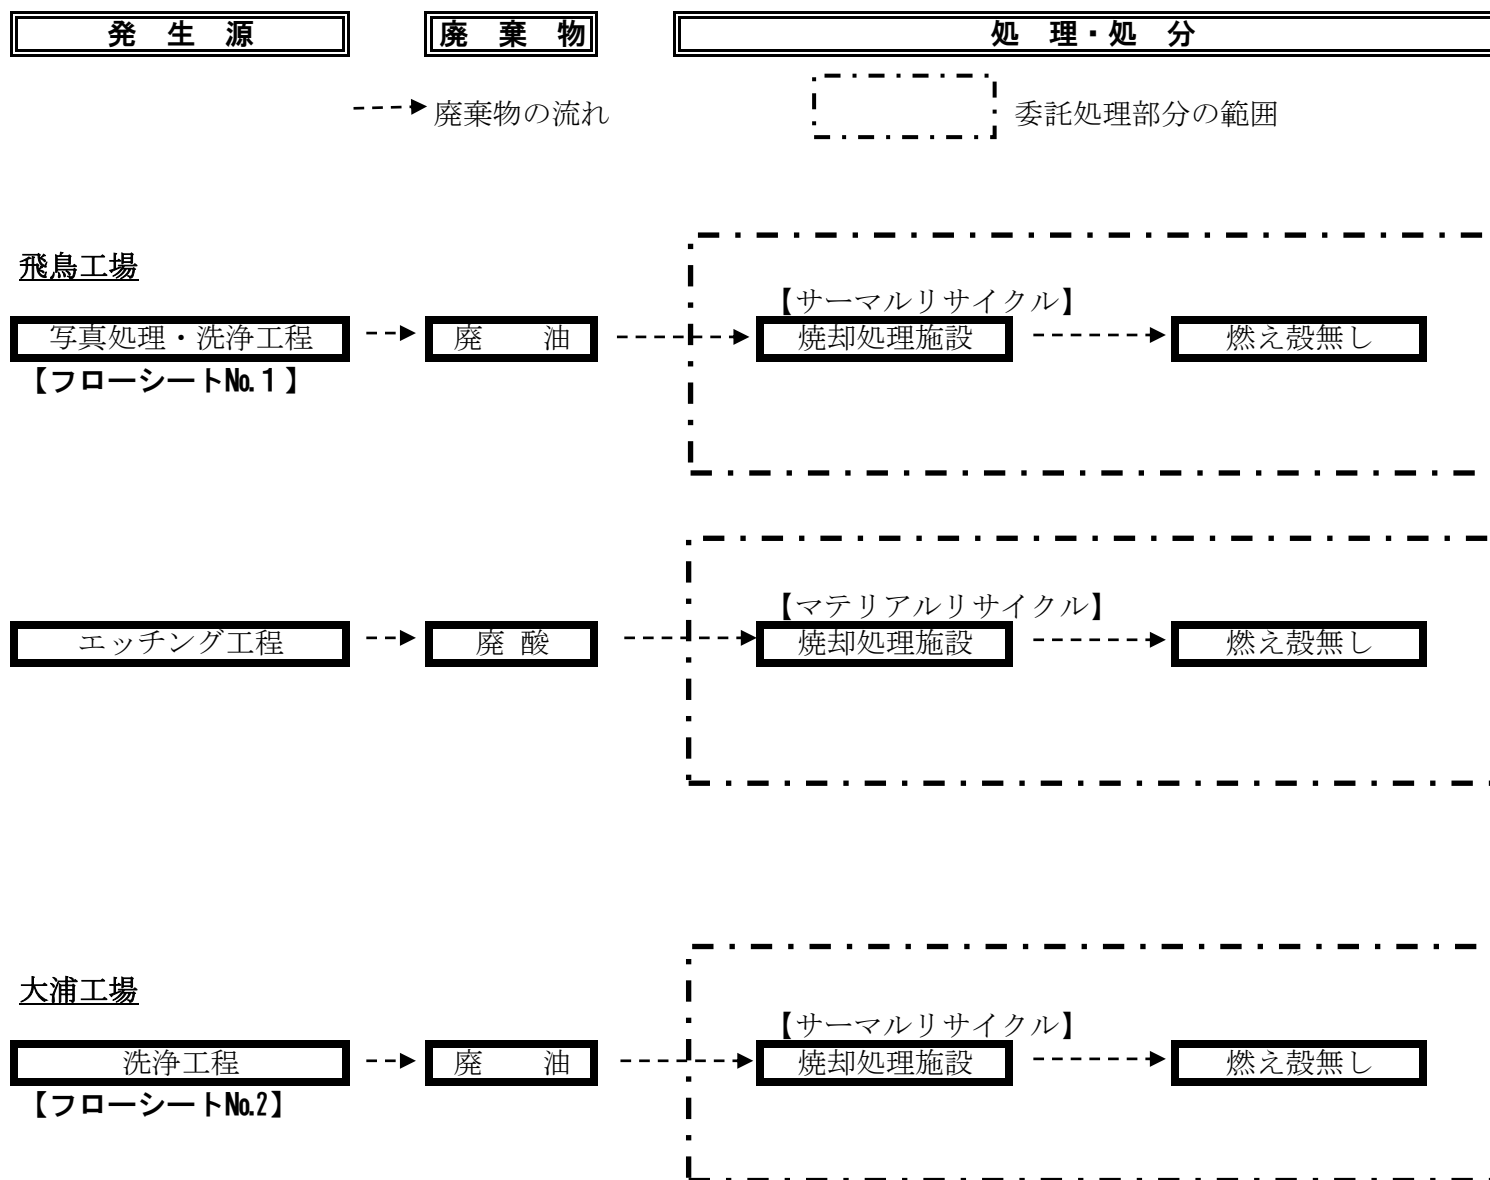 発　生　源　廃　棄　物　処　理・処　分
廃棄物の流れ　委託処理部分の範囲
飛鳥工場
【サーマルリサイクル】
写真処理・洗浄工程　廃　　油　焼却処理施設　燃え殻無し
【フローシート№１】
【マテリアルリサイクル】
エッチング工程　廃 酸　焼却処理施設　燃え殻無し
大浦工場
【サーマルリサイクル】
洗浄工程　廃　　油　焼却処理施設　燃え殻無し
【フローシート№2】